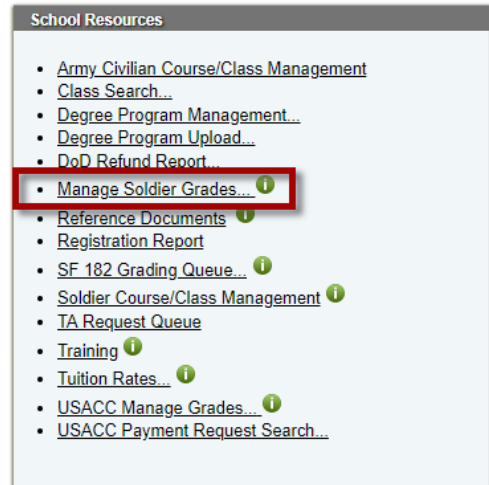 School Resources
Army Civilian Course/Class Management
Class Search...
Degree Program Management...
Degree Program Upload...
DoD Refund Report...
Manage Soldier Grades...
Reference Documents
Registration Report
SF 182 Grading Queue...
Soldier Course/Class Management
TA Request Queue
Training
Tuition Rates...
USACC Manage Grades...
USACC Payment Request Search...